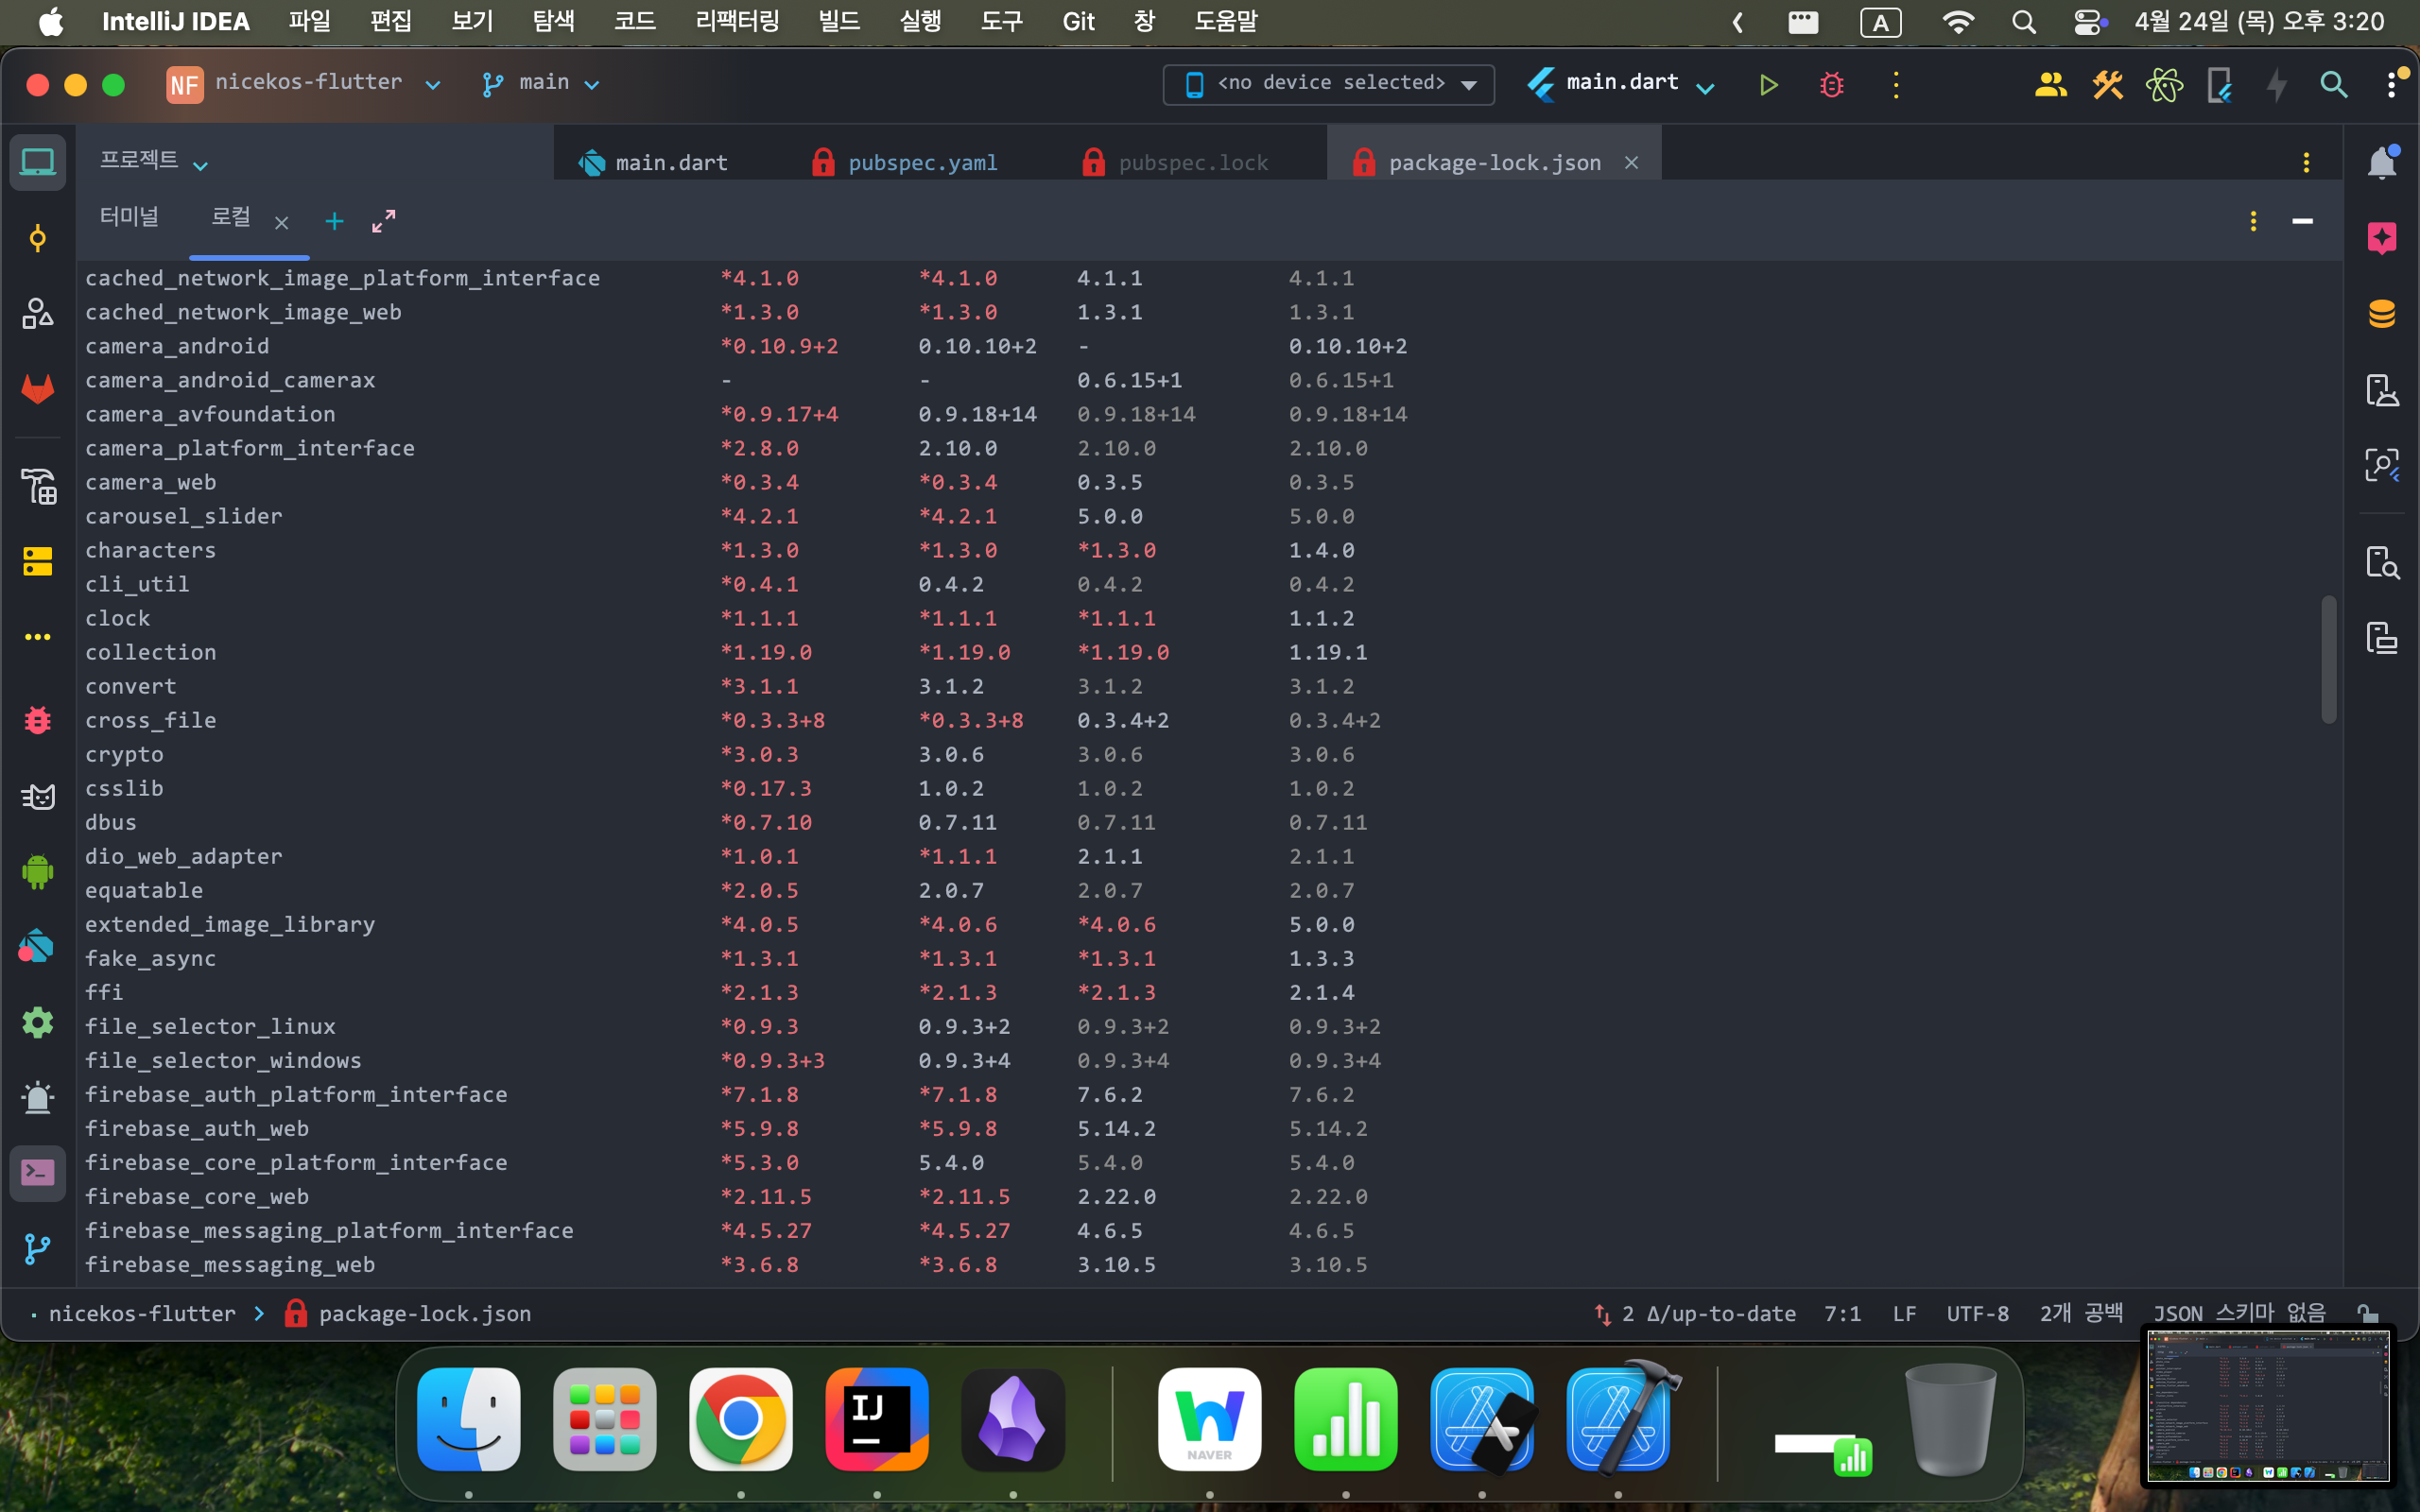 IntelliJ IDEA 파일 편집 보기 탐색 코드 리팩터링 빌드 실행 도구 Git 창 도움말 A 4월 24일 (목) 오후 3:20
NF nicekos-flutter main <no device selected> main.dart
프로젝트 main.dart pubspec.yaml pubspec.lock package-lock.json
터미널 로컬
cached_network_image_platform_interface *4.1.0 *4.1.0 4.1.1 4.1.1
cached_network_image_web *1.3.0 *1.3.0 1.3.1 1.3.1
camera_android *0.10.9+2 0.10.10+2 - 0.10.10+2
camera_android_camerax - - 0.6.15+1 0.6.15+1
camera_avfoundation *0.9.17+4 0.9.18+14 0.9.18+14 0.9.18+14
camera_platform_interface *2.8.0 2.10.0 2.10.0 2.10.0
camera_web *0.3.4 *0.3.4 0.3.5 0.3.5
carousel_slider *4.2.1 *4.2.1 5.0.0 5.0.0
characters *1.3.0 *1.3.0 *1.3.0 1.4.0
cli_util *0.4.1 0.4.2 0.4.2 0.4.2
clock *1.1.1 *1.1.1 *1.1.1 1.1.2
collection *1.19.0 *1.19.0 *1.19.0 1.19.1
convert *3.1.1 3.1.2 3.1.2 3.1.2
cross_file *0.3.3+8 *0.3.3+8 0.3.4+2 0.3.4+2
crypto *3.0.3 3.0.6 3.0.6 3.0.6
csslib *0.17.3 1.0.2 1.0.2 1.0.2
dbus *0.7.10 0.7.11 0.7.11 0.7.11
dio_web_adapter *1.0.1 *1.1.1 2.1.1 2.1.1
equatable *2.0.5 2.0.7 2.0.7 2.0.7
extended_image_library *4.0.5 *4.0.6 *4.0.6 5.0.0
fake_async *1.3.1 *1.3.1 *1.3.1 1.3.3
ffi *2.1.3 *2.1.3 *2.1.3 2.1.4
file_selector_linux *0.9.3 0.9.3+2 0.9.3+2 0.9.3+2
file_selector_windows *0.9.3+3 0.9.3+4 0.9.3+4 0.9.3+4
firebase_auth_platform_interface *7.1.8 *7.1.8 7.6.2 7.6.2
firebase_auth_web *5.9.8 *5.9.8 5.14.2 5.14.2
firebase_core_platform_interface *5.3.0 5.4.0 5.4.0 5.4.0
firebase_core_web *2.11.5 *2.11.5 2.22.0 2.22.0
firebase_messaging_platform_interface *4.5.27 *4.5.27 4.6.5 4.6.5
firebase_messaging_web *3.6.8 *3.6.8 3.10.5 3.10.5
nicekos-flutter package-lock.json 2 Δ/up-to-date 7:1 LF UTF-8 2개 공백 JSON 스키마 없음
IJ
NAVER